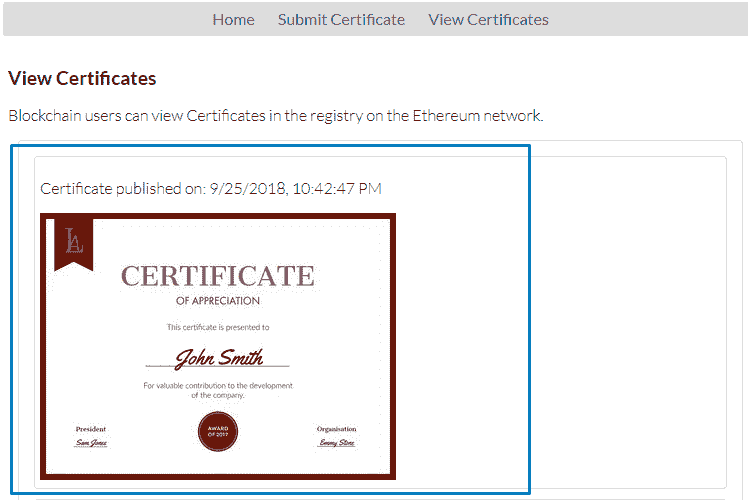 Home Submit Certificate View Certificates
View Certificates
Blockchain users can view Certificates in the registry on the Ethereum network.
Certificate published on: 9/25/2018, 10:42:47 PM
LA
CERTIFICATE
OF APPRECIATION
This certificate is presented to
John Smith
For valuable contribution to the development
of the company.
President
Sam Jones
AWARD
OF 2017
Organisation
Emmy Stone